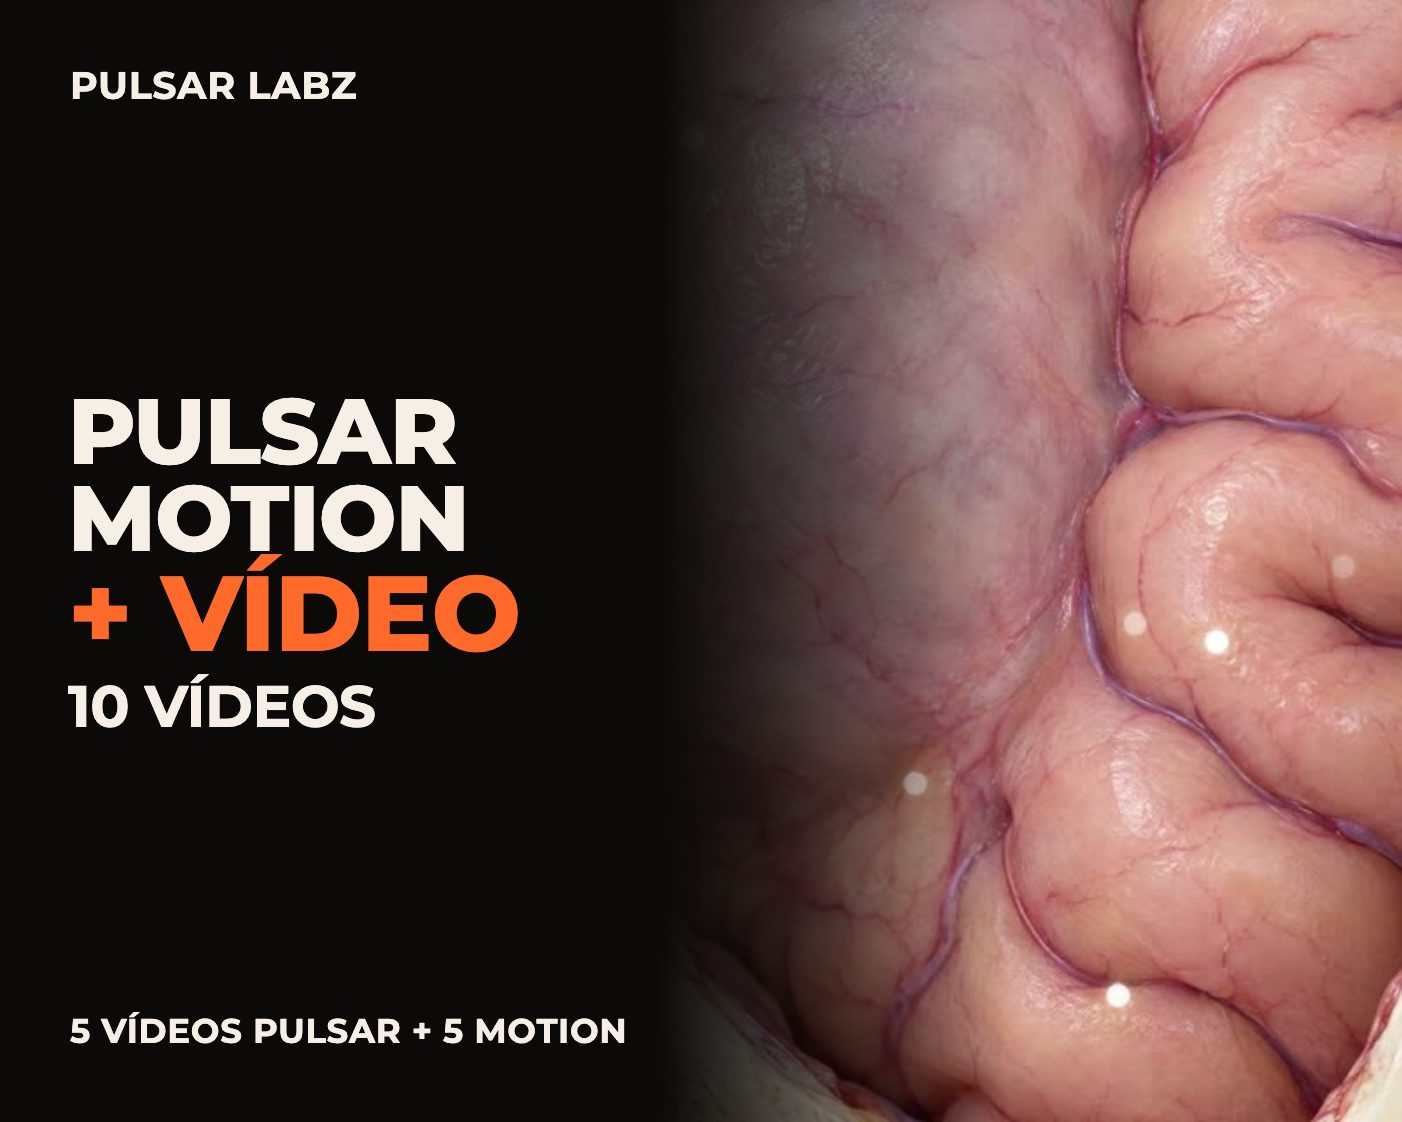 PULSAR LABZ
PULSAR
MOTION
+ VÍDEO
10 VÍDEOS
5 VÍDEOS PULSAR + 5 MOTION